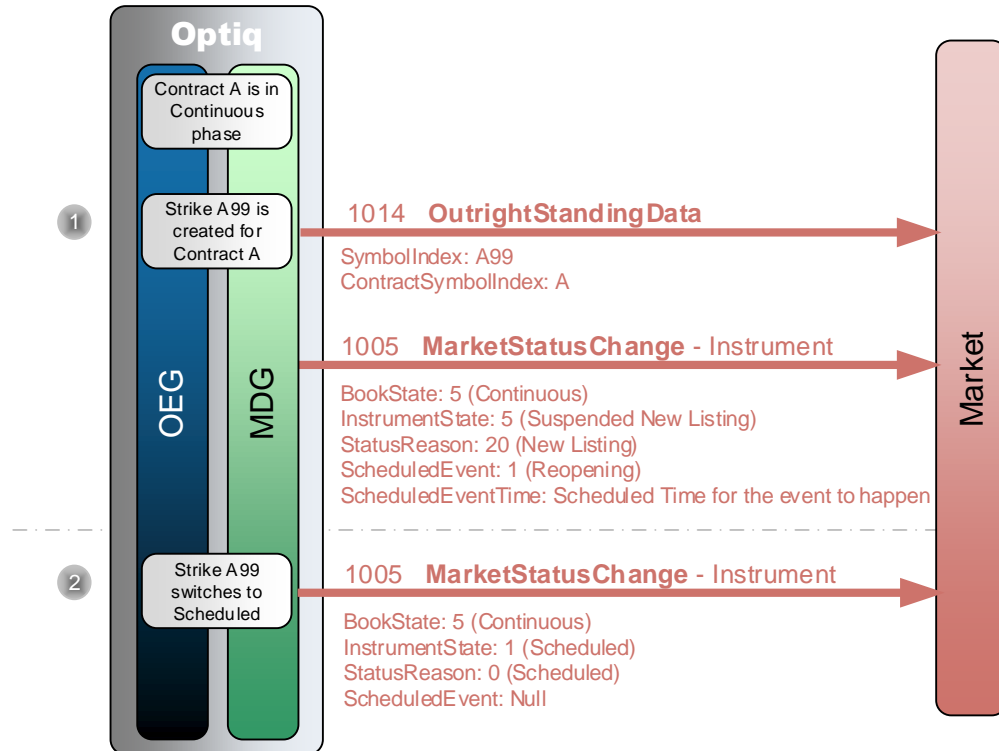 Optiq
Contract A is in
Continuous
phase
1
Strike A99 is
created for
Contract A
1014 OutrightStandingData
SymbolIndex: A99
ContractSymbolIndex: A
1005 MarketStatusChange - Instrument
BookState: 5 (Continuous)
InstrumentState: 5 (Suspended New Listing)
StatusReason: 20 (New Listing)
ScheduledEvent: 1 (Reopening)
ScheduledEventTime: Scheduled Time for the event to happen
OEG
MDG
Market
2
Strike A99
switches to
Scheduled
1005 MarketStatusChange - Instrument
BookState: 5 (Continuous)
InstrumentState: 1 (Scheduled)
StatusReason: 0 (Scheduled)
ScheduledEvent: Null